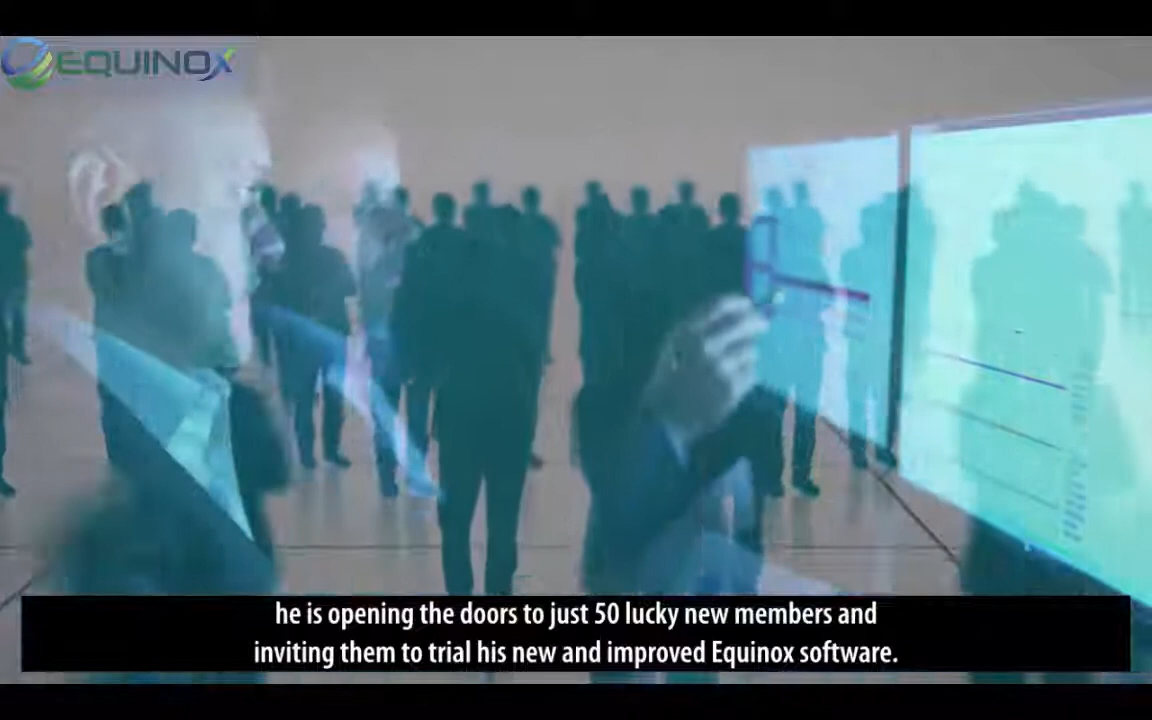 EQUINOX
he is opening the doors to just 50 lucky new members and
inviting them to trial his new and improved Equinox software.